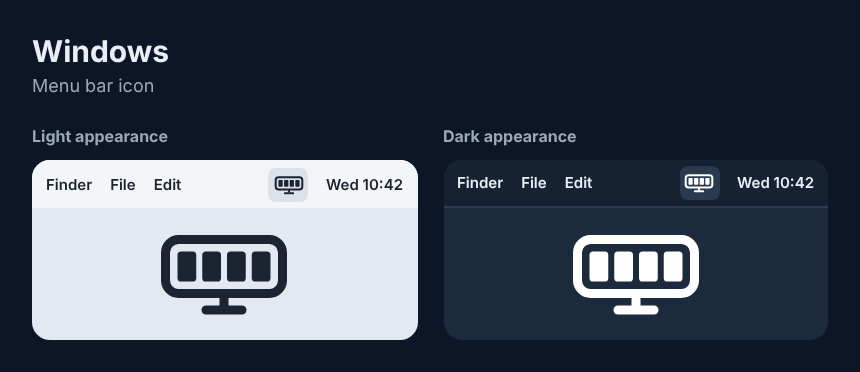 Windows
Menu bar icon
Light appearance
Finder File Edit Wed 10:42
Dark appearance
Finder File Edit Wed 10:42